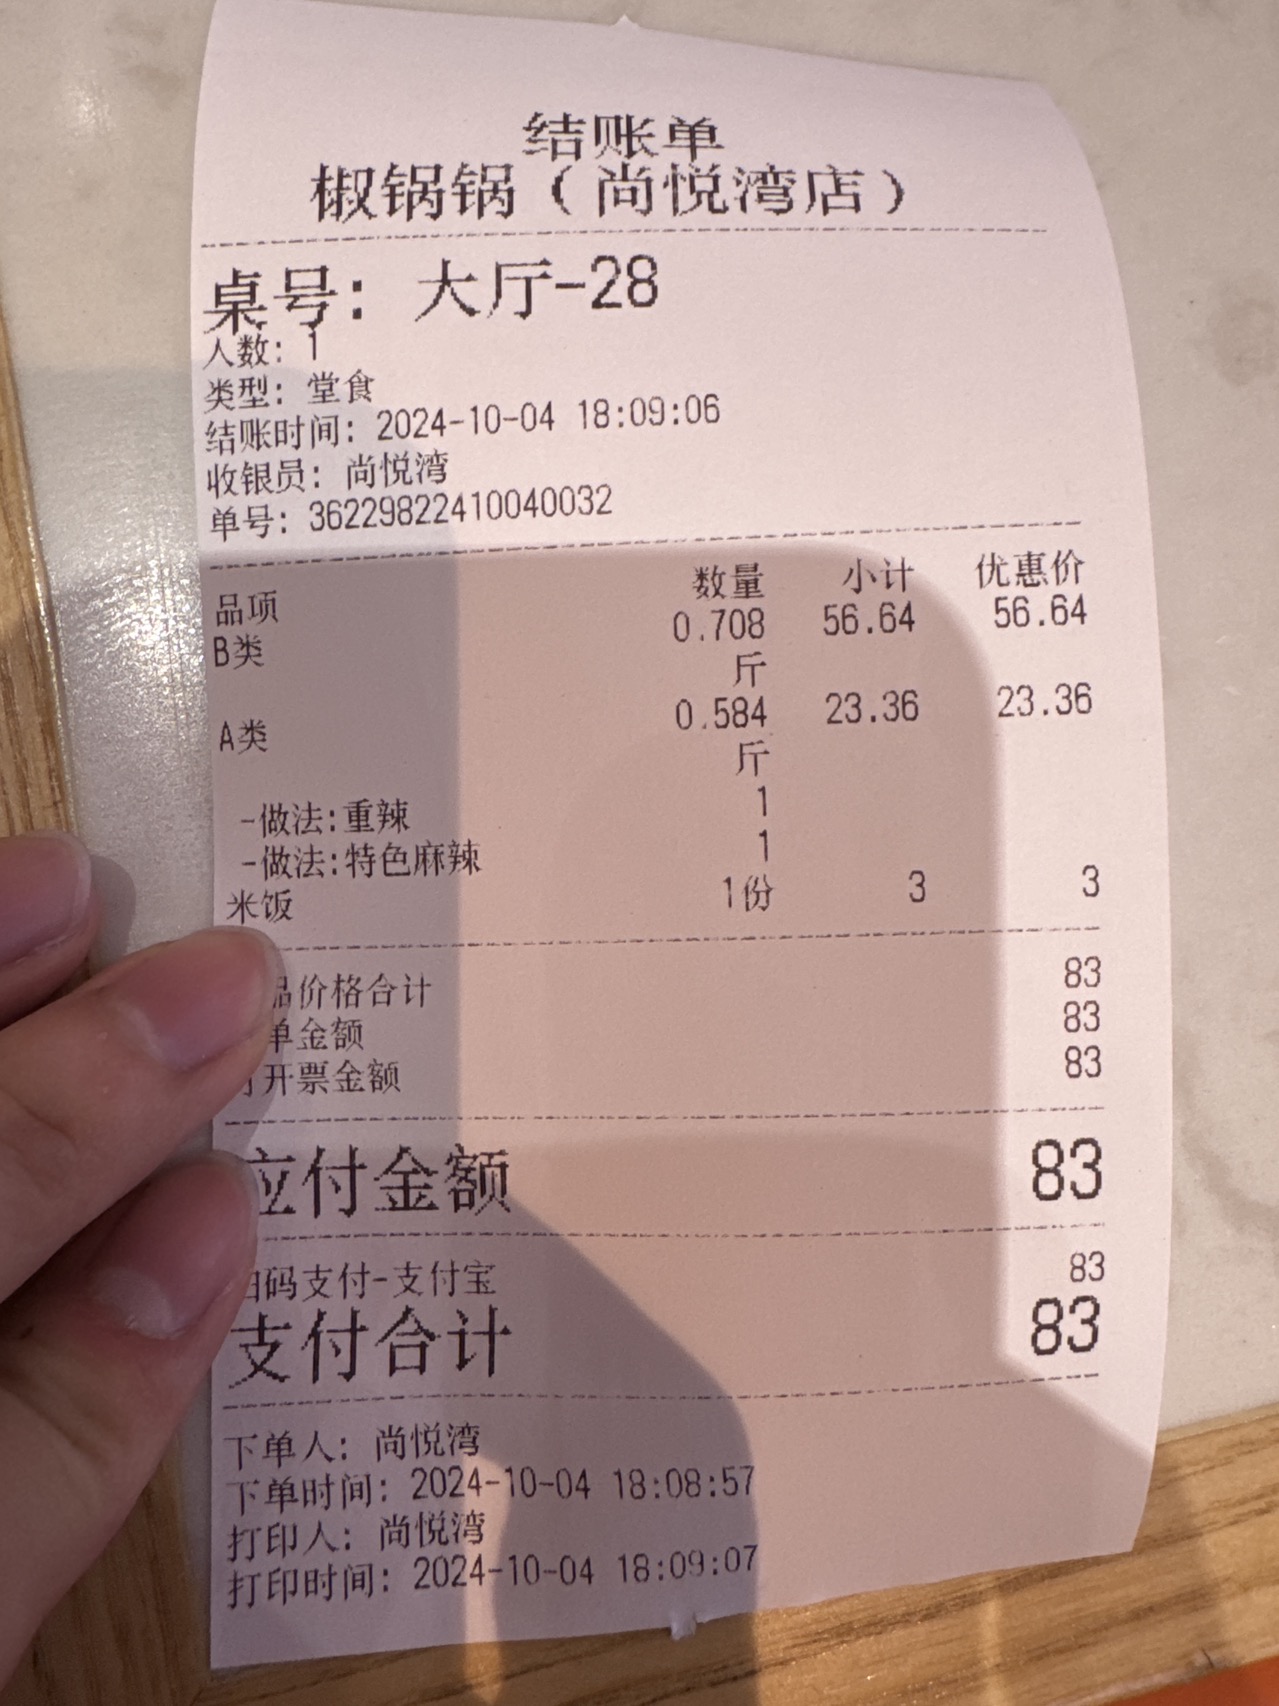 结账单
椒锅锅（尚悦湾店）
桌号: 大厅-28
人数: 1
类型: 堂食
结账时间: 2024-10-04 18:09:06
收银员: 尚悦湾
单号: 36229822410040032
品项 数量 小计 优惠价
B类 0.708 56.64 56.64
斤
A类 0.584 23.36 23.36
斤
-做法:重辣 1
-做法:特色麻辣 1
米饭 1份 3 3
品价格合计 83
单金额 83
开票金额 83
应付金额 83
码支付-支付宝 83
支付合计 83
下单人: 尚悦湾
下单时间: 2024-10-04 18:08:57
打印人: 尚悦湾
打印时间: 2024-10-04 18:09:07